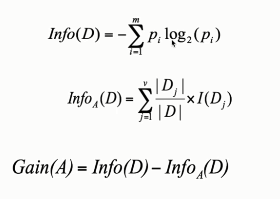 Info(D) = −∑_{i=1}^{m} p_i log_2(p_i)
Info_A(D) = ∑_{j=1}^{v} |D_j| / |D| × I(D_j)
Gain(A) = Info(D) − Info_A(D)